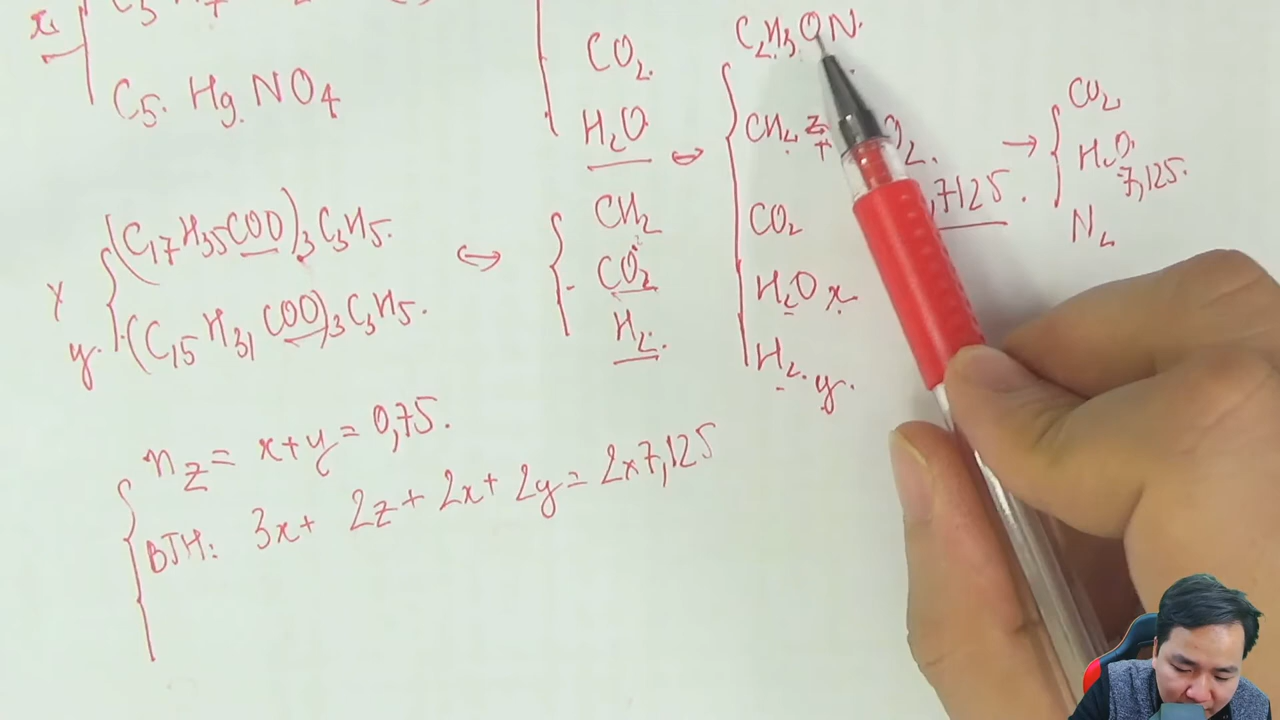 x
C5 H9 NO4
CO2
H2O
C2H3ON
CH2 z
CO2
H2O x
H2 y
,7125
CO2
H2O 7,125
N2
Y
(C17H35COO)3C3H5
y (C15H31COO)3C3H5
CH2
CO2
H2
nZ = x+y = 0,75
BTH: 3x + 2z + 2x + 2y = 2x7,125